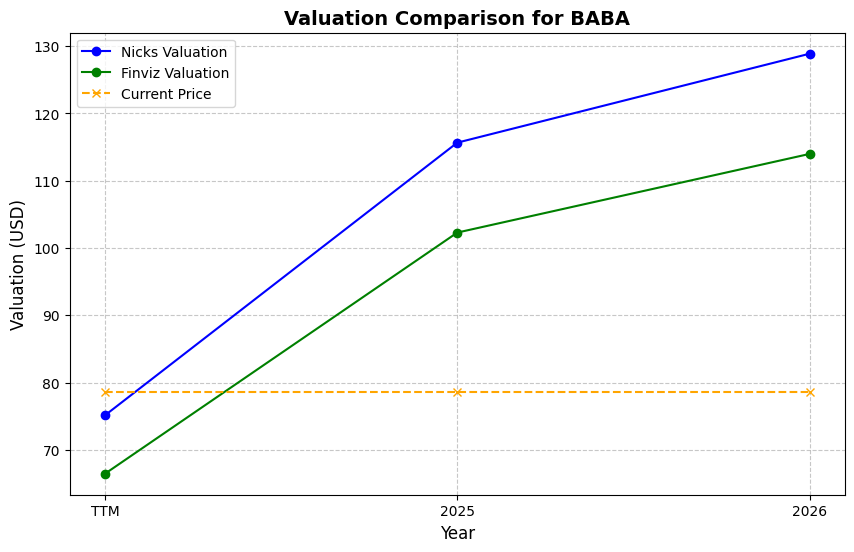 Valuation Comparison for BABA
Nicks Valuation
Finviz Valuation
Current Price
Valuation (USD)
130
120
110
100
90
80
70
TTM
2025
2026
Year